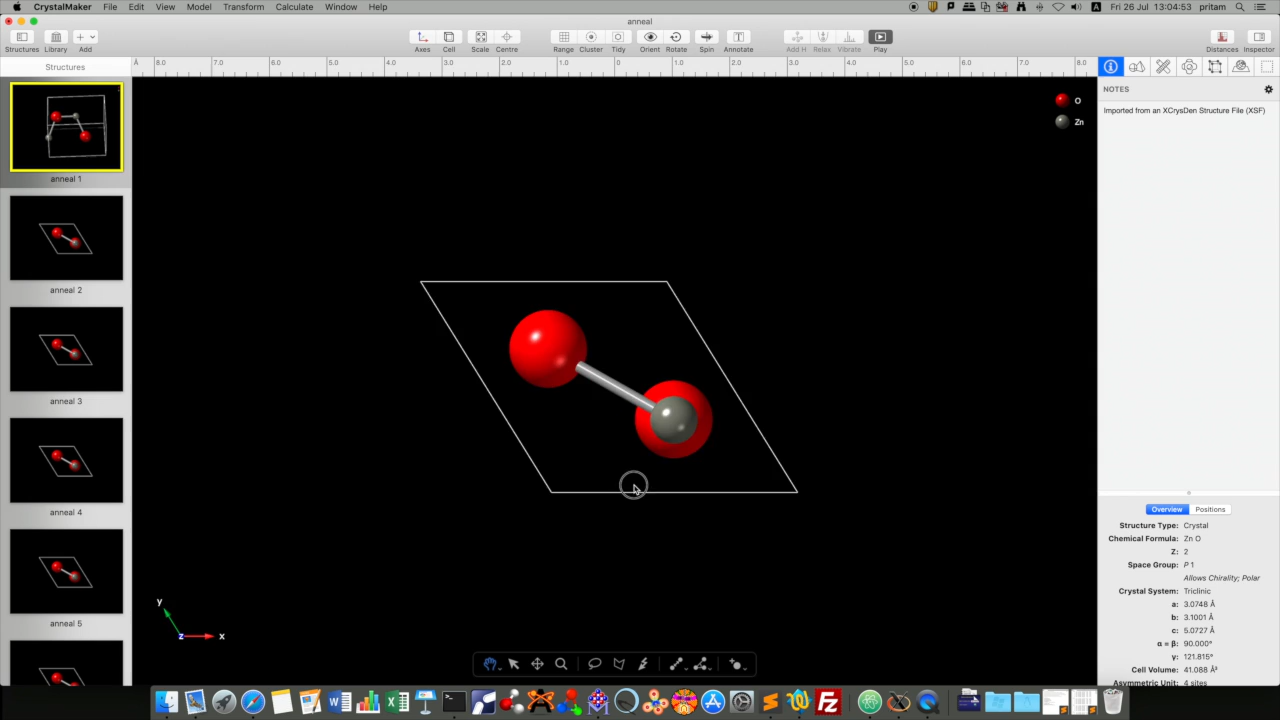 CrystalMaker File Edit View Model Transform Calculate Window Help
A Fri 26 Jul 13:04:53 pritam
anneal
Structures Library Add Axes Cell Scale Centre Range Cluster Tidy Orient Rotate Spin Annotate Add H Relax Vibrate Play Distances Inspector
Structures
Å 8.0 7.0 6.0 5.0 4.0 3.0 2.0 1.0 0 1.0 2.0 3.0 4.0 5.0 6.0 7.0 8.0
NOTES
Imported from an XCrysDen Structure File (XSF)
O
Zn
anneal 1
anneal 2
anneal 3
anneal 4
anneal 5
y
z x
Overview Positions
Structure Type: Crystal
Chemical Formula: Zn O
Z: 2
Space Group: P 1
Allows Chirality; Polar
Crystal System: Triclinic
a: 3.0748 Å
b: 3.1001 Å
c: 5.0727 Å
α = β: 90.000°
γ: 121.815°
Cell Volume: 41.088 Å³
Asymmetric Unit: 4 sites